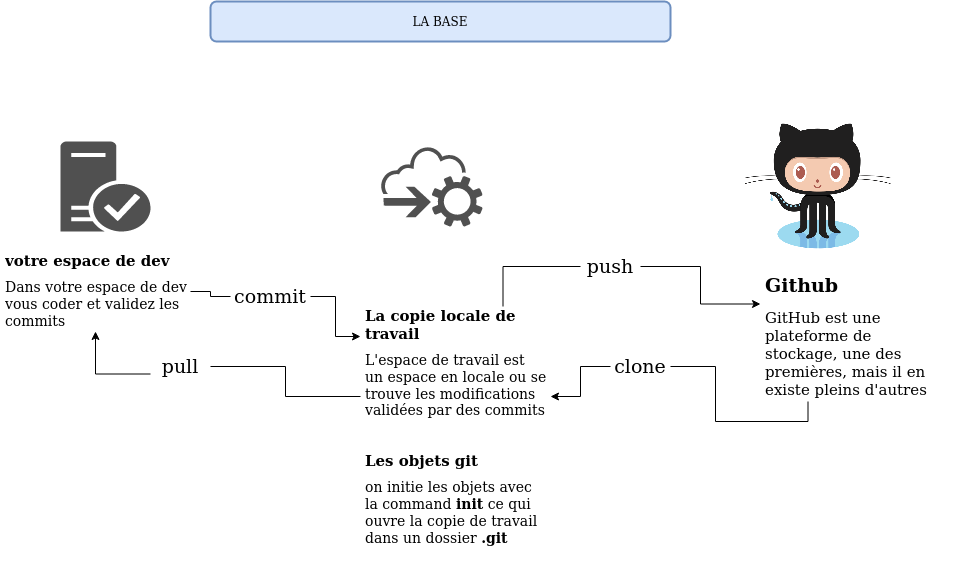 LA BASE
votre espace de dev
Dans votre espace de dev
vous coder et validez les
commits
commit
pull
La copie locale de
travail
L'espace de travail est
un espace en locale ou se
trouve les modifications
validées par des commits
Les objets git
on initie les objets avec
la command init ce qui
ouvre la copie de travail
dans un dossier .git
push
clone
Github
GitHub est une
plateforme de
stockage, une des
premières, mais il en
existe pleins d'autres